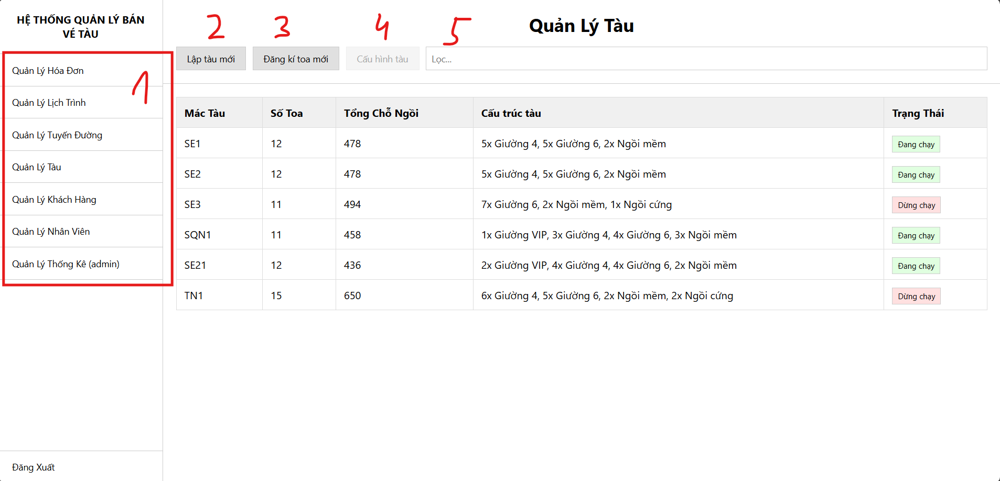 HỆ THỐNG QUẢN LÝ BÁN
VÉ TÀU
1
Quản Lý Hóa Đơn
Quản Lý Lịch Trình
Quản Lý Tuyến Đường
Quản Lý Tàu
Quản Lý Khách Hàng
Quản Lý Nhân Viên
Quản Lý Thống Kê (admin)
Đăng Xuất
2 3 4 5
Quản Lý Tàu
Lập tàu mới Đăng kí toa mới Cấu hình tàu Lọc...
Mác Tàu Số Toa Tổng Chỗ Ngồi Cấu trúc tàu Trạng Thái
SE1 12 478 5x Giường 4, 5x Giường 6, 2x Ngồi mềm Đang chạy
SE2 12 478 5x Giường 4, 5x Giường 6, 2x Ngồi mềm Đang chạy
SE3 11 494 7x Giường 6, 2x Ngồi mềm, 1x Ngồi cứng Dừng chạy
SQN1 11 458 1x Giường VIP, 3x Giường 4, 4x Giường 6, 3x Ngồi mềm Đang chạy
SE21 12 436 2x Giường VIP, 4x Giường 4, 4x Giường 6, 2x Ngồi mềm Đang chạy
TN1 15 650 6x Giường 4, 5x Giường 6, 2x Ngồi mềm, 2x Ngồi cứng Dừng chạy